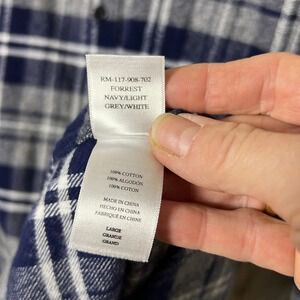 RM-117-908-702
FORREST
NAVY/LIGHT
GREY/WHITE
100% COTTON
100% ALGODON
100% COTON
MADE IN CHINA
HECHO EN CHINA
FABRIQUÉ EN CHINE
LARGE
GRANDE
GRAND